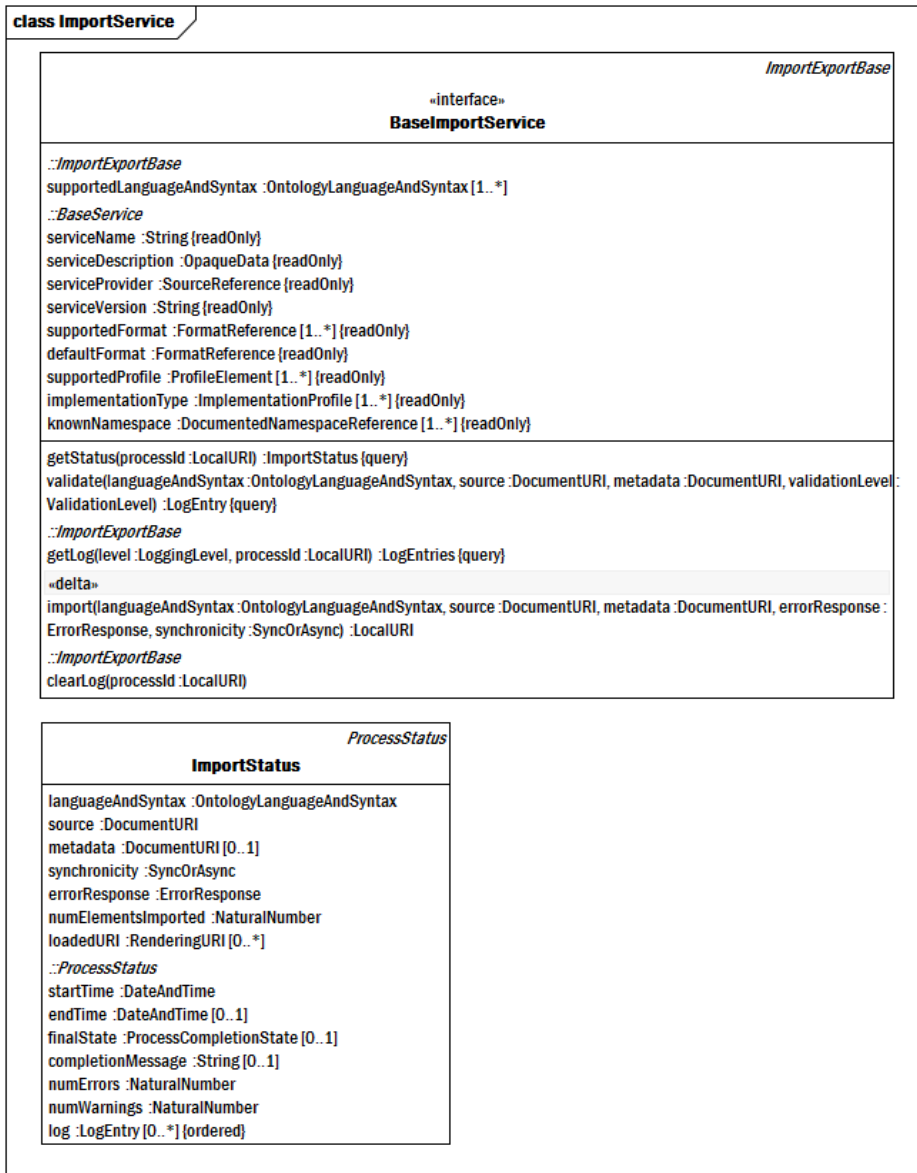 class ImportService
ImportExportBase
«interface»
BaseImportService
::ImportExportBase
supportedLanguageAndSyntax :OntologyLanguageAndSyntax [1..*]
::BaseService
serviceName :String {readOnly}
serviceDescription :OpaqueData {readOnly}
serviceProvider :SourceReference {readOnly}
serviceVersion :String {readOnly}
supportedFormat :FormatReference [1..*] {readOnly}
defaultFormat :FormatReference {readOnly}
supportedProfile :ProfileElement [1..*] {readOnly}
implementationType :ImplementationProfile [1..*] {readOnly}
knownNamespace :DocumentedNamespaceReference [1..*] {readOnly}
getStatus(processId :LocalURI) :ImportStatus {query}
validate(languageAndSyntax :OntologyLanguageAndSyntax, source :DocumentURI, metadata :DocumentURI, validationLevel :
ValidationLevel) :LogEntry {query}
::ImportExportBase
getLog(level :LoggingLevel, processId :LocalURI) :LogEntries {query}
«delta»
import(languageAndSyntax :OntologyLanguageAndSyntax, source :DocumentURI, metadata :DocumentURI, errorResponse :
ErrorResponse, synchronicity :SyncOrAsync) :LocalURI
::ImportExportBase
clearLog(processId :LocalURI)
ProcessStatus
ImportStatus
languageAndSyntax :OntologyLanguageAndSyntax
source :DocumentURI
metadata :DocumentURI [0..1]
synchronicity :SyncOrAsync
errorResponse :ErrorResponse
numElementsImported :NaturalNumber
loadedURI :RenderingURI [0..*]
::ProcessStatus
startTime :DateAndTime
endTime :DateAndTime [0..1]
finalState :ProcessCompletionState [0..1]
completionMessage :String [0..1]
numErrors :NaturalNumber
numWarnings :NaturalNumber
log :LogEntry [0..*] {ordered}